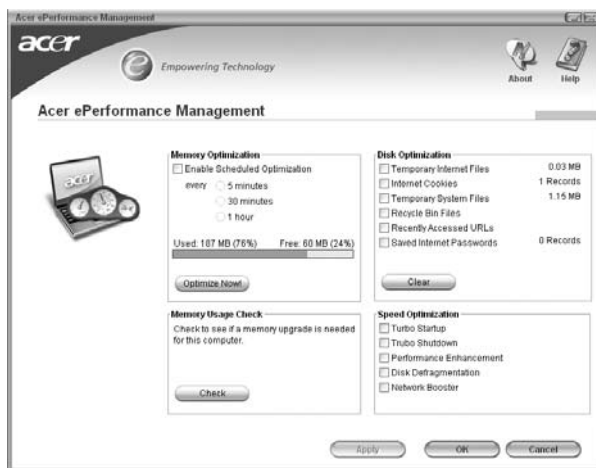 Acer ePerformance Management
acer
Empowering Technology
About
Help
Acer ePerformance Management
Memory Optimization
Enable Scheduled Optimization
every
5 minutes
30 minutes
1 hour
Used: 187 MB (76%) Free: 60 MB (24%)
Optimize Now!
Memory Usage Check
Check to see if a memory upgrade is needed
for this computer.
Check
Disk Optimization
Temporary Internet Files 0.03 MB
Internet Cookies 1 Records
Temporary System Files 1.15 MB
Recycle Bin Files
Recently Accessed URLs
Saved Internet Passwords 0 Records
Clear
Speed Optimization
Turbo Startup
Trubo Shutdown
Performance Enhancement
Disk Defragmentation
Network Booster
Apply
OK
Cancel